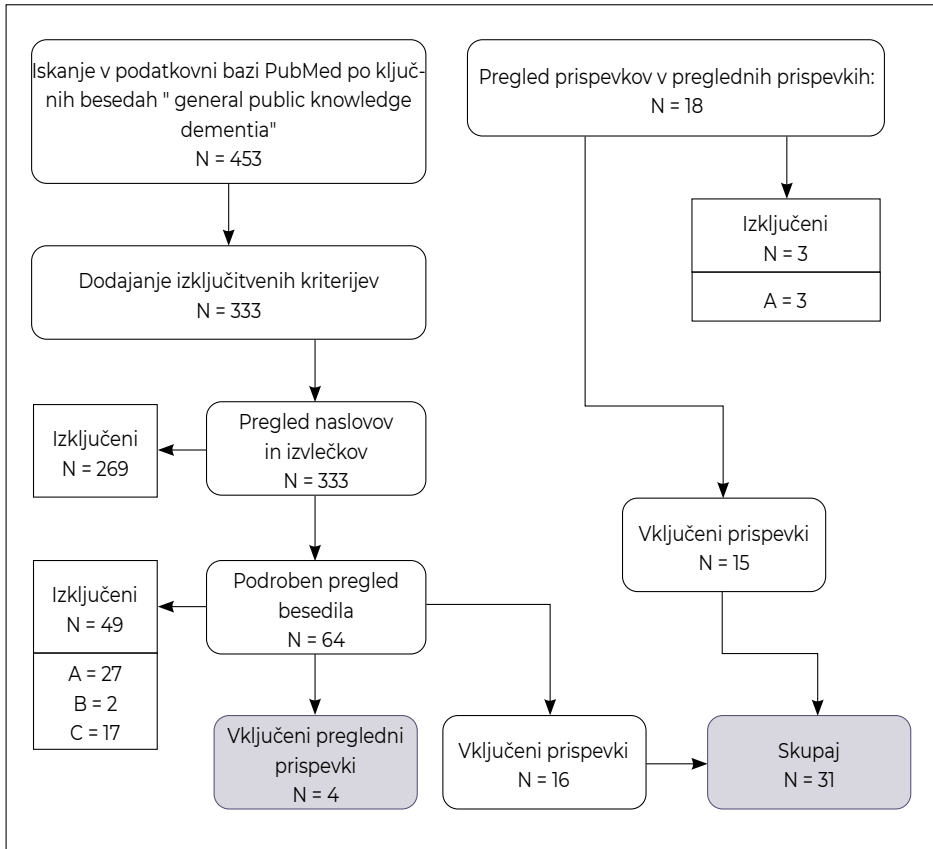 Iskanje v podatkovni bazi PubMed po ključ-
nih besedah " general public knowledge
dementia"
N = 453
Dodajanje izključitvenih kriterijev
N = 333
Pregled naslovov
in izvlečkov
N = 333
Izključeni
N = 269
Podroben pregled
besedila
N = 64
Izključeni
N = 49
A = 27
B = 2
C = 17
Vključeni pregledni
prispevki
N = 4
Vključeni prispevki
N = 16
Pregled prispevkov v preglednih prispevkih:
N = 18
Izključeni
N = 3
A = 3
Vključeni prispevki
N = 15
Skupaj
N = 31